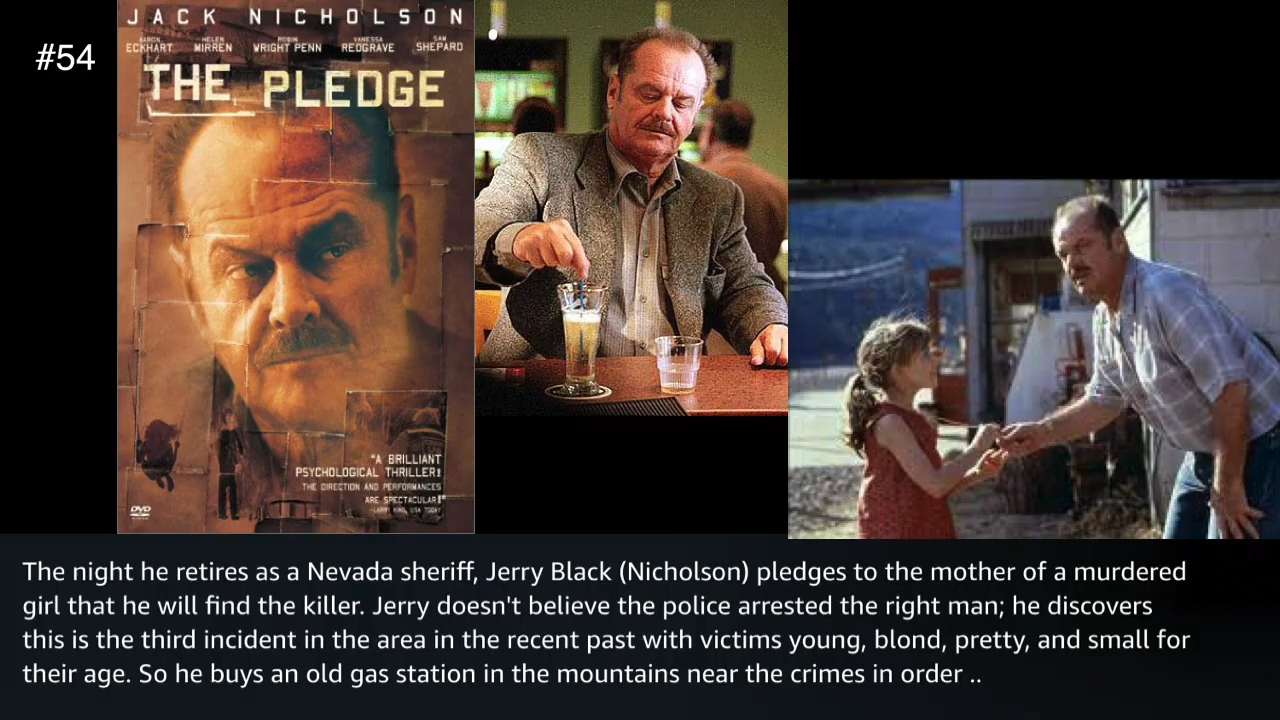 #54
JACK NICHOLSON
AARON ECKHART HELEN MIRREN ROBIN WRIGHT PENN VANESSA REDGRAVE SAM SHEPARD
THE PLEDGE
"A BRILLIANT
PSYCHOLOGICAL THRILLER!
THE DIRECTION AND PERFORMANCES
ARE SPECTACULAR!"
-LARRY KING, USA TODAY
DVD
The night he retires as a Nevada sheriff, Jerry Black (Nicholson) pledges to the mother of a murdered
girl that he will find the killer. Jerry doesn't believe the police arrested the right man; he discovers
this is the third incident in the area in the recent past with victims young, blond, pretty, and small for
their age. So he buys an old gas station in the mountains near the crimes in order ..